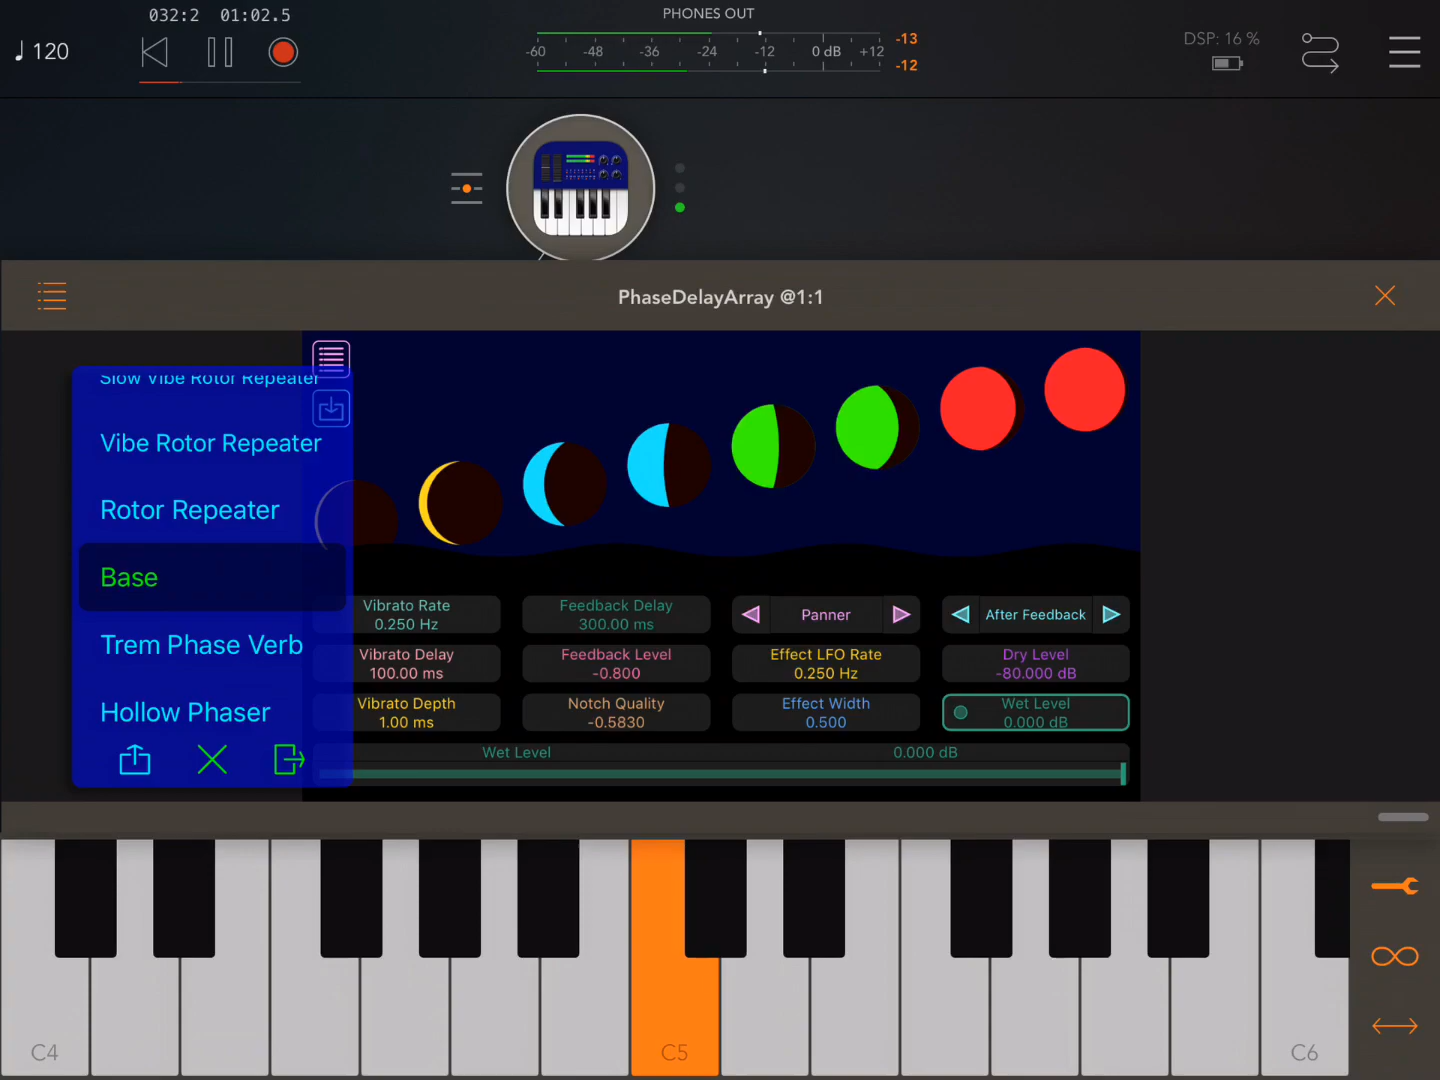 032:2 01:02.5
PHONES OUT
120
-60 -48 -36 -24 -12 0 dB +12
-13
-12
DSP: 16 %
PhaseDelayArray @1:1
Slow Vibe Rotor Repeater
Vibe Rotor Repeater
Rotor Repeater
Base
Trem Phase Verb
Hollow Phaser
Vibrato Rate
0.250 Hz
Feedback Delay
300.00 ms
Panner
After Feedback
Vibrato Delay
100.00 ms
Feedback Level
-0.800
Effect LFO Rate
0.250 Hz
Dry Level
-80.000 dB
Vibrato Depth
1.00 ms
Notch Quality
-0.5830
Effect Width
0.500
Wet Level
0.000 dB
Wet Level 0.000 dB
C4 C5 C6